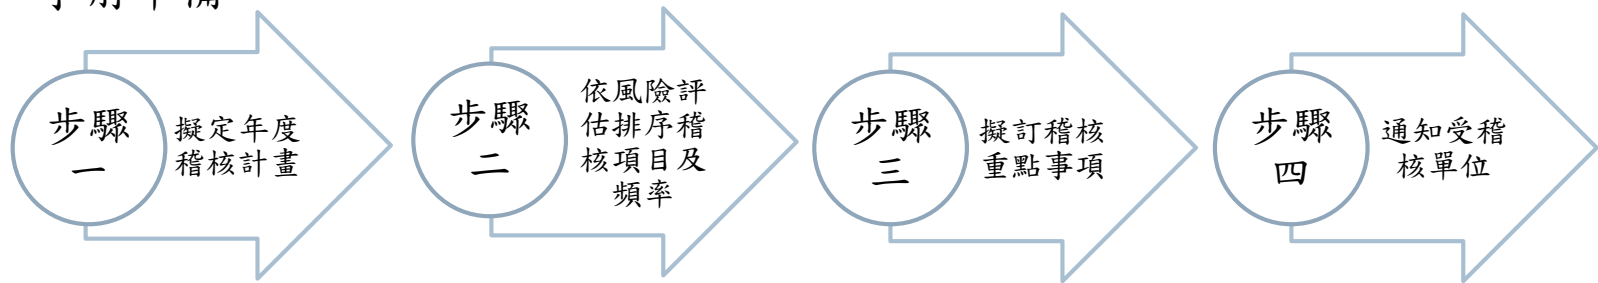 步驟
一
擬定年度
稽核計畫
步驟
二
依風險評
估排序稽
核項目及
頻率
步驟
三
擬訂稽核
重點事項
步驟
四
通知受稽
核單位